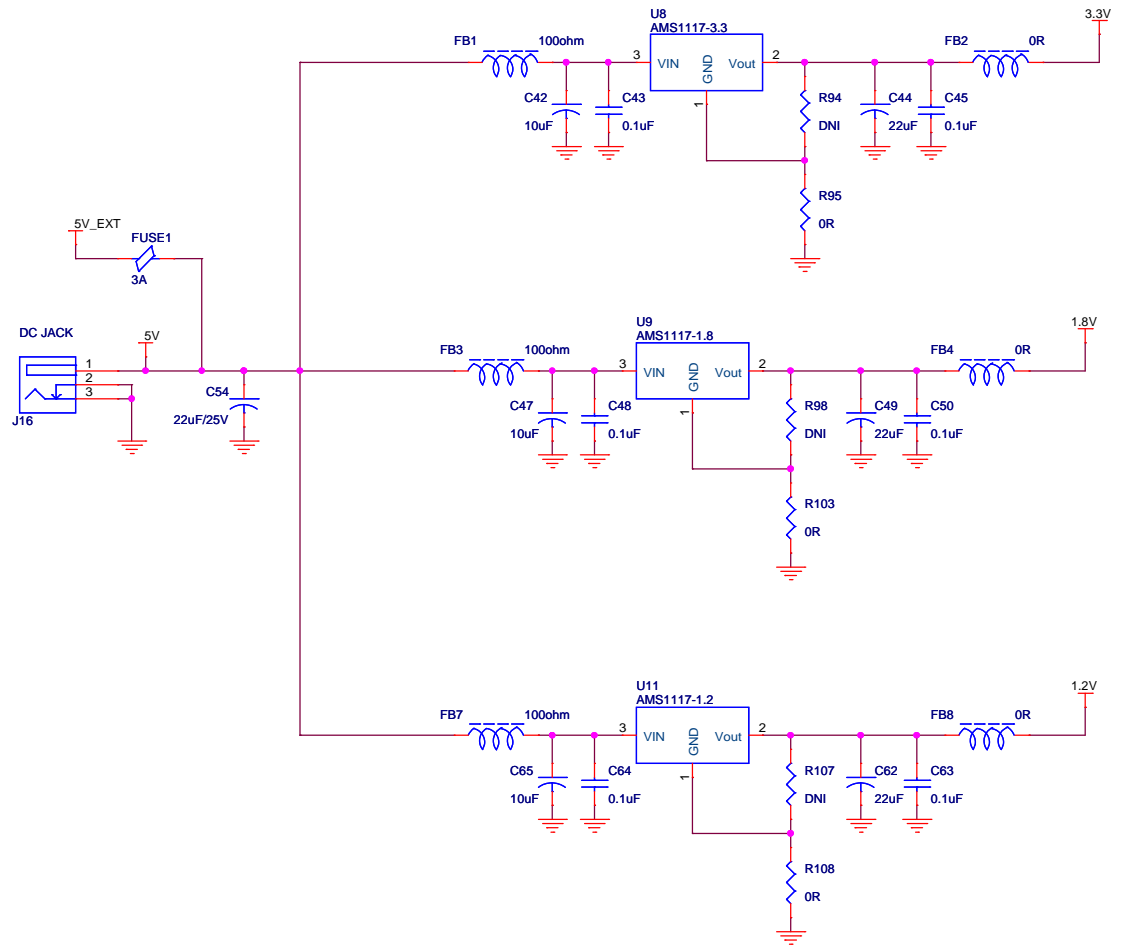 U8
AMS1117-3.3
3.3V
FB1
100ohm
3
VIN
GND
Vout
2
1
FB2
0R
C42
10uF
C43
0.1uF
R94
DNI
C44
22uF
C45
0.1uF
R95
0R
5V_EXT
FUSE1
3A
DC JACK
5V
1
2
3
J16
C54
22uF/25V
U9
AMS1117-1.8
1.8V
FB3
100ohm
3
VIN
GND
Vout
2
1
FB4
0R
C47
10uF
C48
0.1uF
R98
DNI
C49
22uF
C50
0.1uF
R103
0R
U11
AMS1117-1.2
1.2V
FB7
100ohm
3
VIN
GND
Vout
2
1
FB8
0R
C65
10uF
C64
0.1uF
R107
DNI
C62
22uF
C63
0.1uF
R108
0R